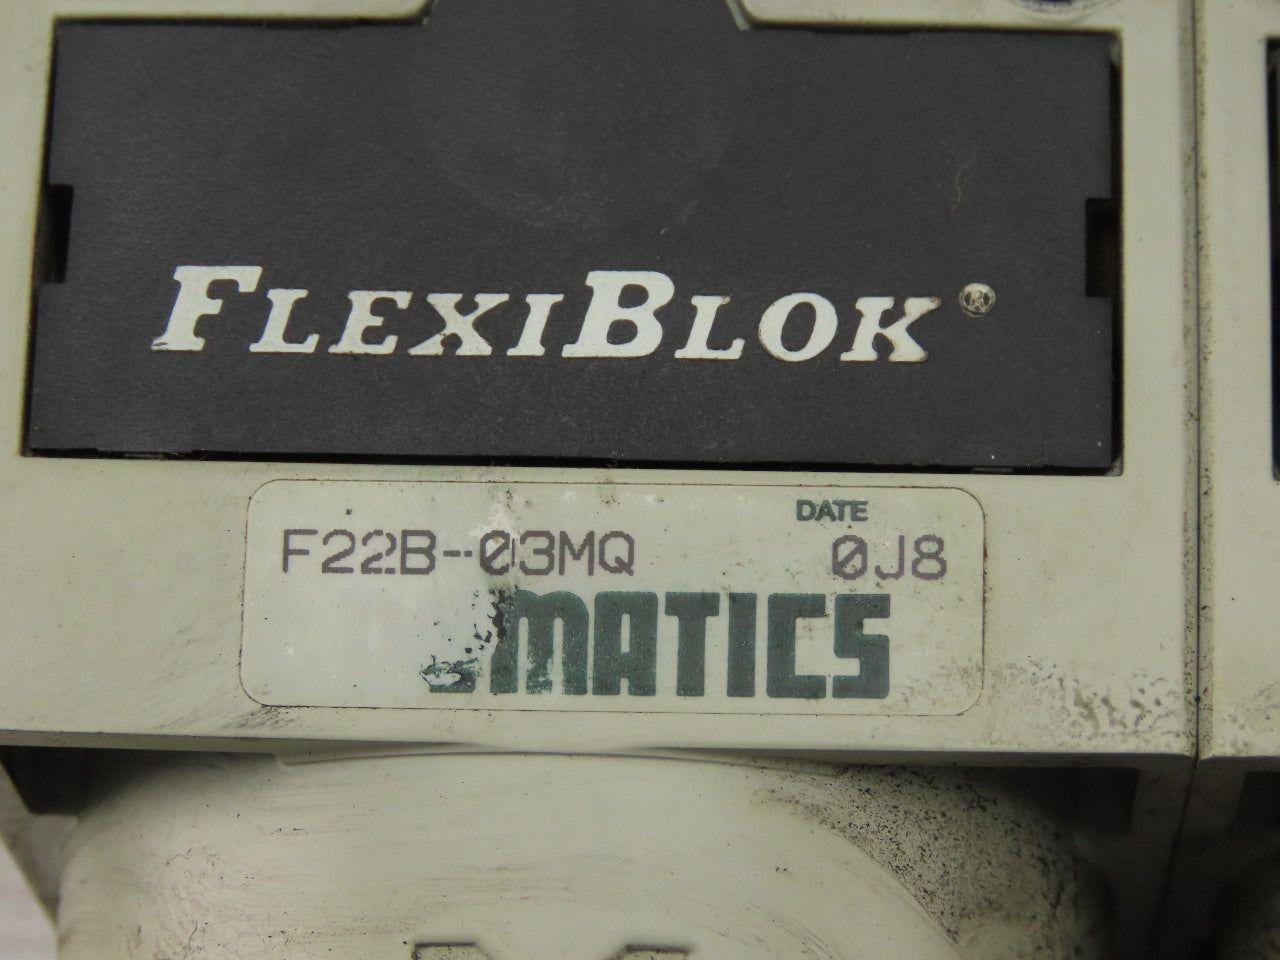 FLEXIBLOK®
DATE
F22B-03MQ 0J8
MATICS